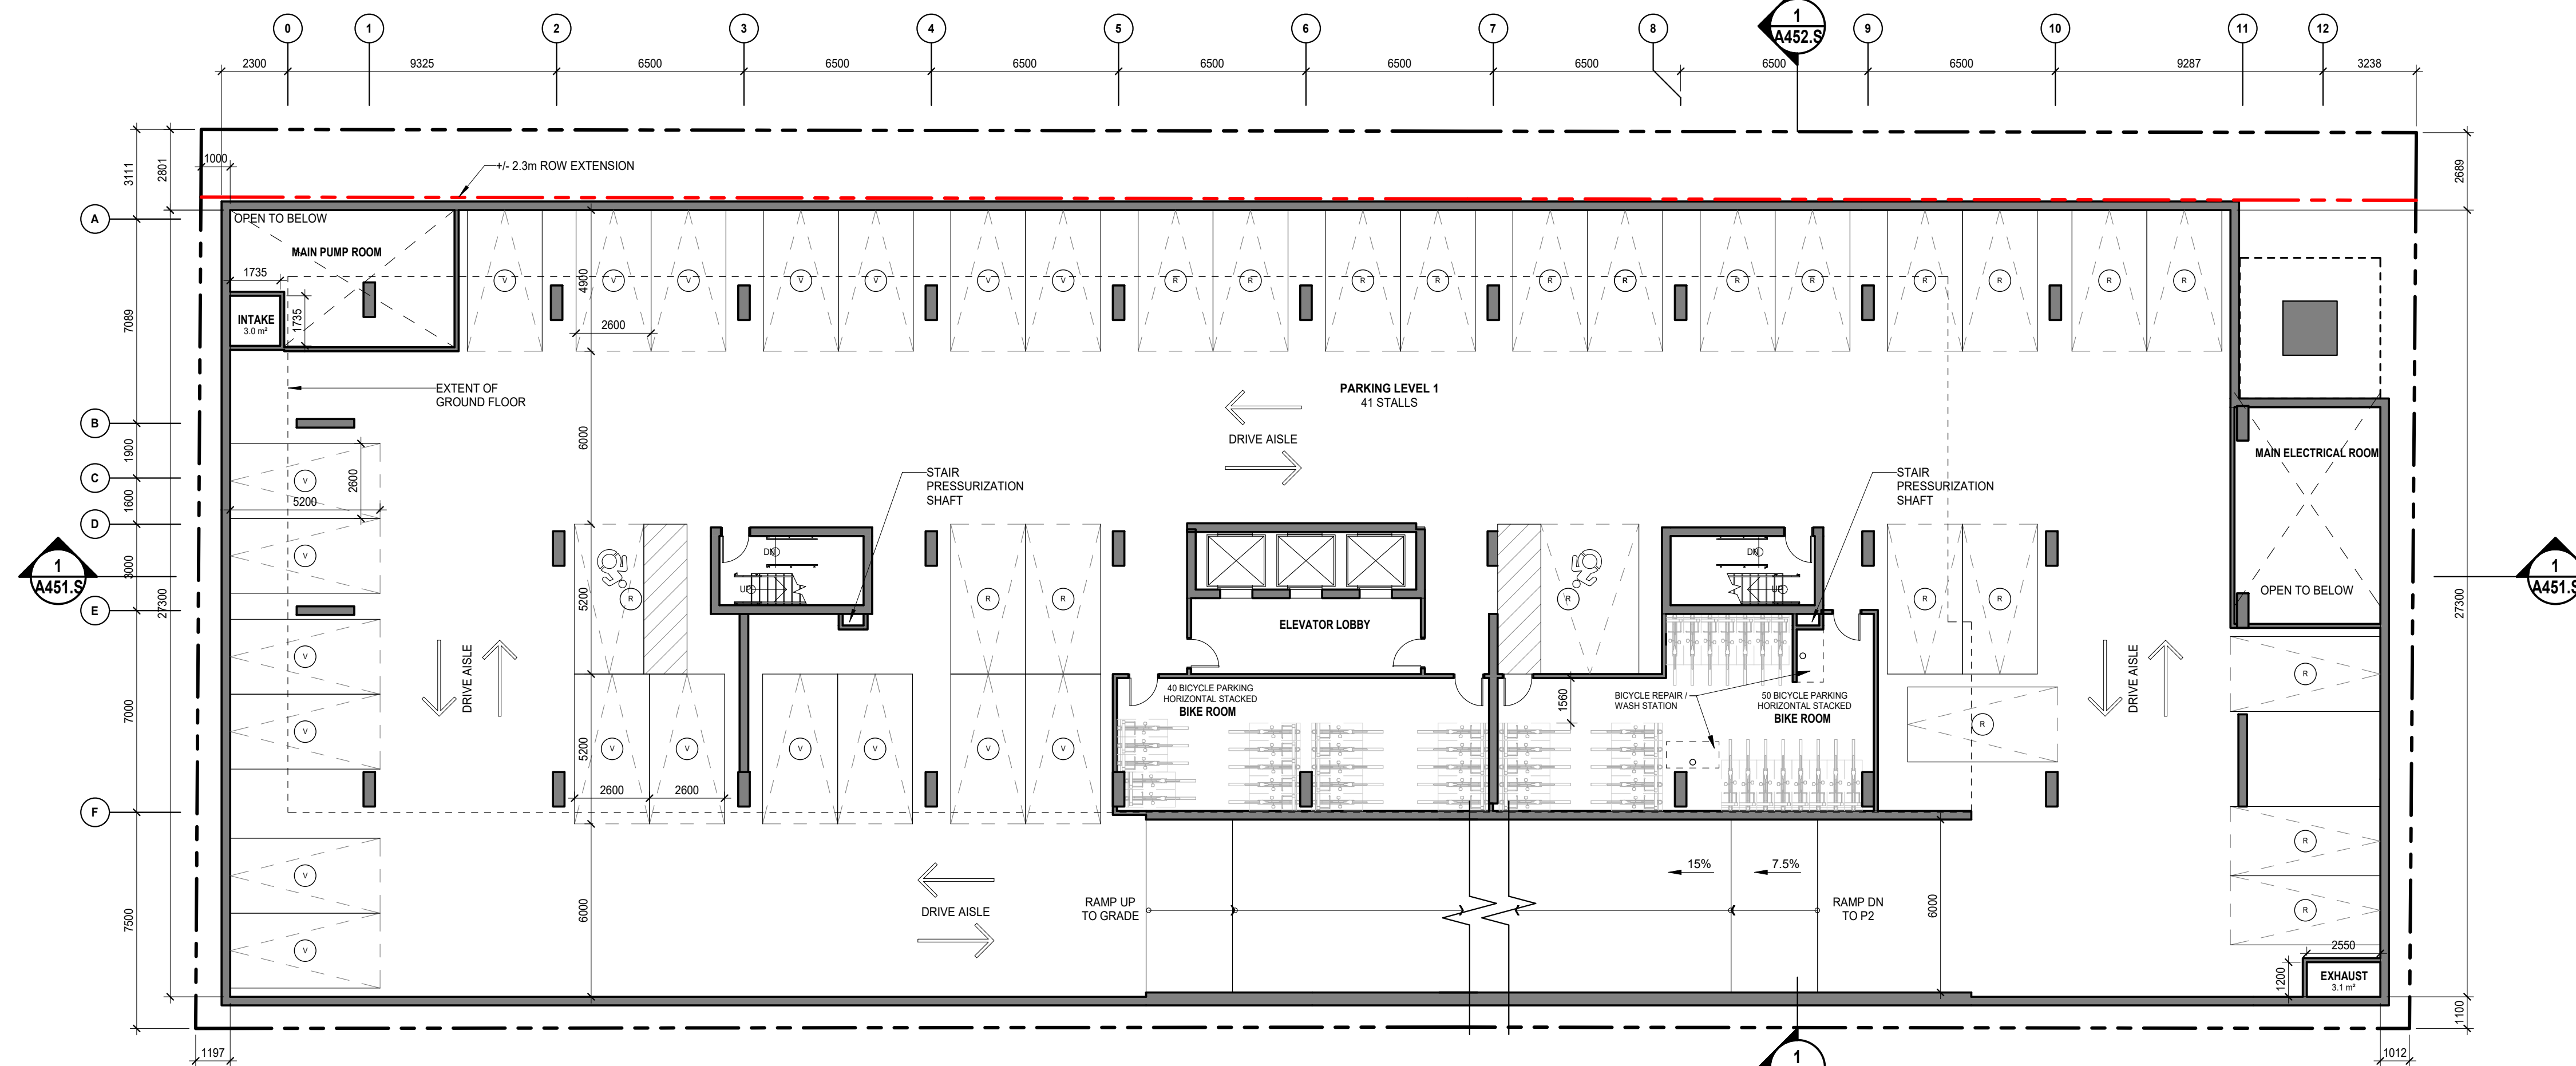 0
1
2
3
4
5
6
7
8
1
A452.S
9
10
11
12
2300
9325
6500
6500
6500
6500
6500
6500
6500
6500
9287
3238
3111
2801
1000
+/- 2.3m ROW EXTENSION
2689
A
OPEN TO BELOW
MAIN PUMP ROOM
1735
INTAKE
3.0 m²
1735
7089
V
V
V
V
V
V
V
R
R
R
R
R
R
R
R
R
R
R
R
4900
2600
EXTENT OF
GROUND FLOOR
PARKING LEVEL 1
41 STALLS
DRIVE AISLE
6000
B
1900
C
1600
D
3000
27300
E
7000
F
7500
V
2600
5200
V
V
V
V
V
DRIVE AISLE
STAIR
PRESSURIZATION
SHAFT
DN
UP
R
5200
R
R
V
V
V
V
V
V
5200
2600
2600
ELEVATOR LOBBY
40 BICYCLE PARKING
HORIZONTAL STACKED
BIKE ROOM
R
1560
BICYCLE REPAIR /
WASH STATION
50 BICYCLE PARKING
HORIZONTAL STACKED
BIKE ROOM
STAIR
PRESSURIZATION
SHAFT
DN
UP
R
R
R
DRIVE AISLE
MAIN ELECTRICAL ROOM
OPEN TO BELOW
R
R
R
27300
1
A451.S
1
A451.S
6000
DRIVE AISLE
RAMP UP
TO GRADE
15%
7.5%
RAMP DN
TO P2
6000
2550
1200
EXHAUST
3.1 m²
1100
1197
1012
1